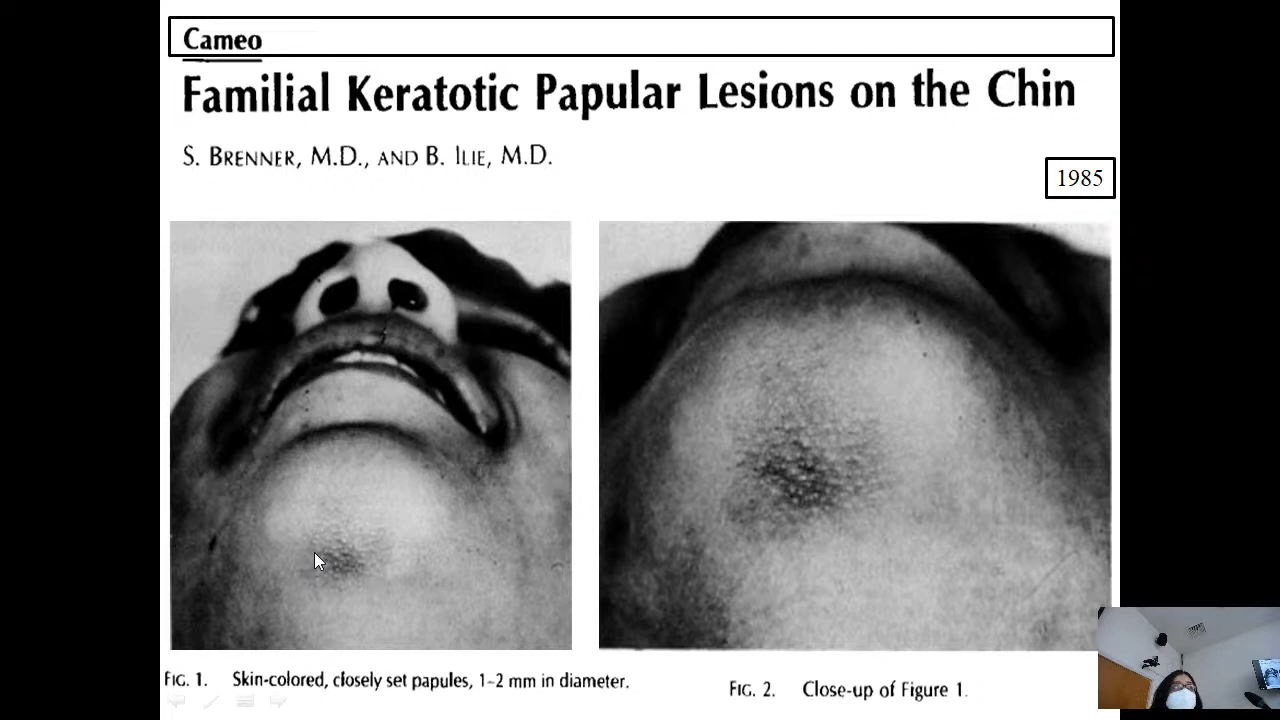 Cameo
Familial Keratotic Papular Lesions on the Chin
S. BRENNER, M.D., AND B. ILIE, M.D.
1985
FIG. 1. Skin-colored, closely set papules, 1–2 mm in diameter.
FIG. 2. Close-up of Figure 1.